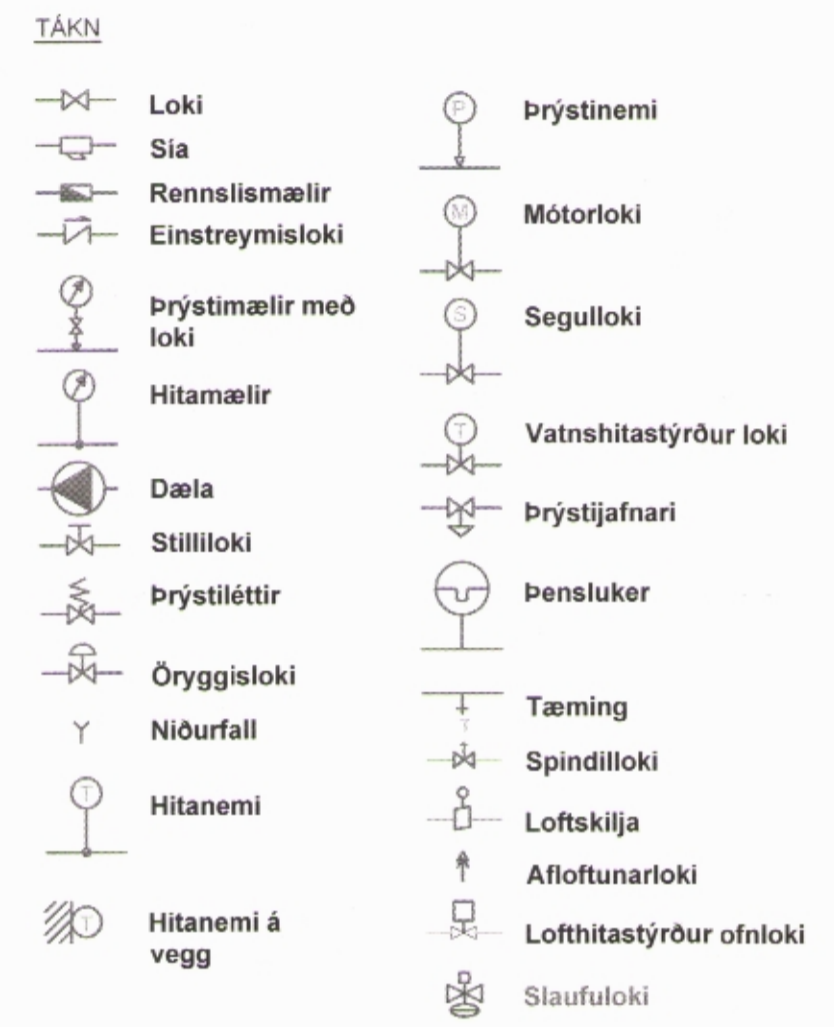 TÁKN
Loki
Sía
Rennslismælir
Einstreymisloki
Þrýstimælir með
loki
Hitamælir
Dæla
Stilliloki
Þrýstiléttir
Öryggisloki
Niðurfall
T
Hitanemi
T
Hitanemi á
vegg
P
Þrýstinemi
M
Mótorloki
S
Segulloki
T
Vatnshitastýrður loki
Þrýstijafnari
Þensluker
Tæming
Spindilloki
Loftskilja
Afloftunarloki
Lofthitastýrður ofnloki
Slaufuloki